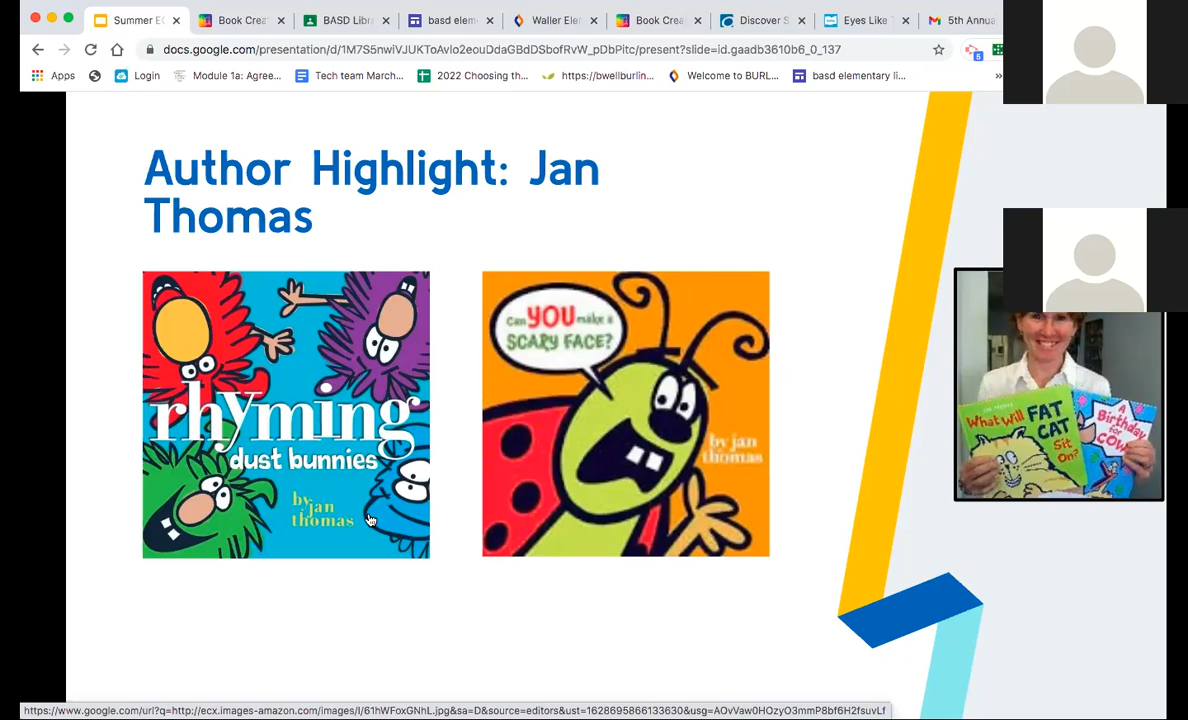 Summer EC
Book Crea
BASD Libra
basd elem
Waller Ele
Book Crea
Discover S
Eyes Like T
5th Annua
docs.google.com/presentation/d/1M7S5nwiVJUKToAvlo2eouDdaGBdDSbofRvW_pDbPitc/present?slide=id.gaadb3610b6_0_137
5
Apps
Login
Module 1a: Agree...
Tech team March...
2022 Choosing th...
https://bwellburlin...
Welcome to BURL...
basd elementary li...
»
Author Highlight: Jan
Thomas
rhyming
dust bunnies
by jan
thomas
Can YOU make a
SCARY FACE?
by jan
thomas
What Will FAT
CAT
Sit
On?
A
Birthday
for
COW!
https://www.google.com/url?q=http://ecx.images-amazon.com/images/I/61hWFoxGNhL.jpg&sa=D&source=editors&ust=1628695866133630&usg=AOvVaw0HOzyO3mmP8bf6H2fsuvLf